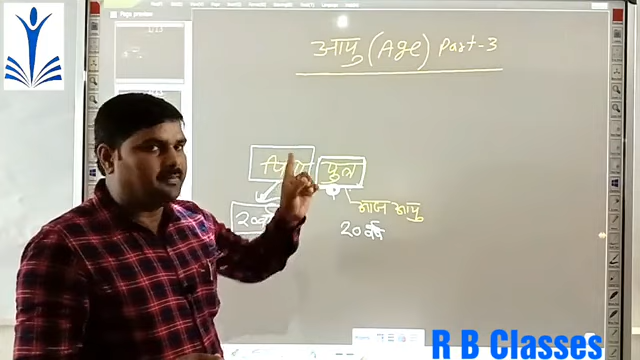 आयु (Age) Part-3
पिता पुत्र
आज आयु
20 वर्ष
R B Classes